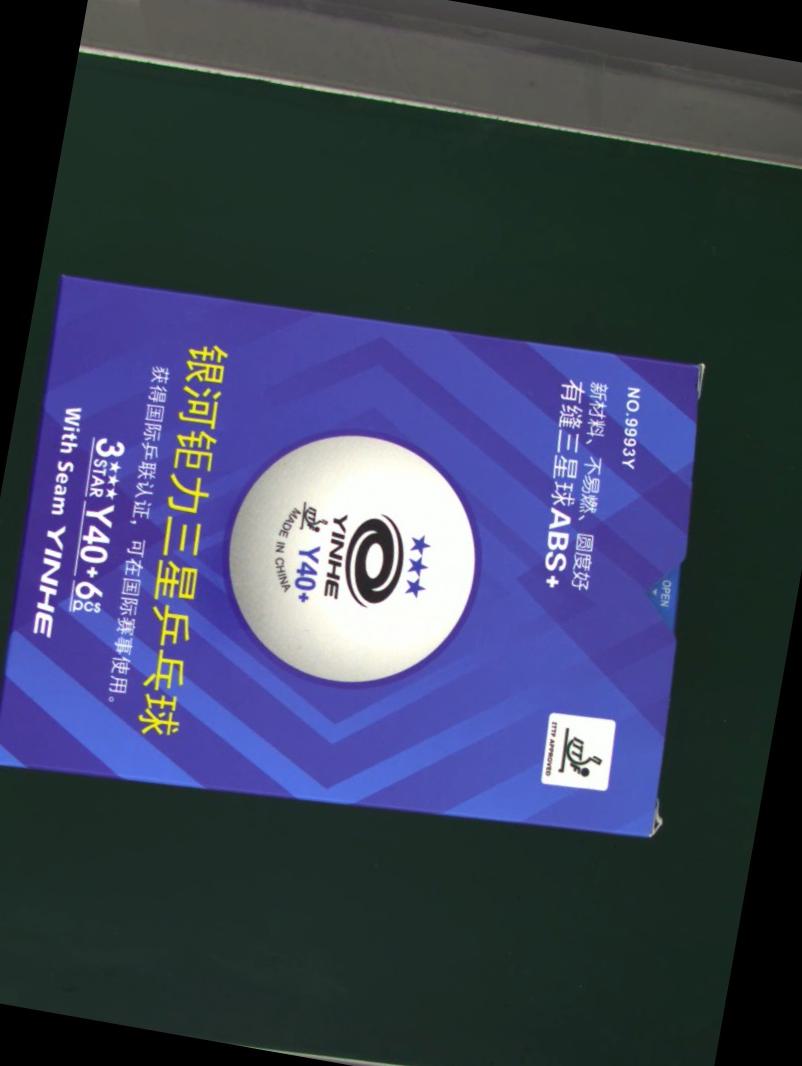 NO.9993Y
新材料、不易燃、圆度好
有缝三星球ABS+
OPEN
ITTF APPROVED
★★★
YINHE
Y40+
MADE IN CHINA
银河钜力三星乒乓球
获得国际乒联认证，可在国际赛事使用。
3★★★STAR Y40+ 6PCS
With Seam YINHE